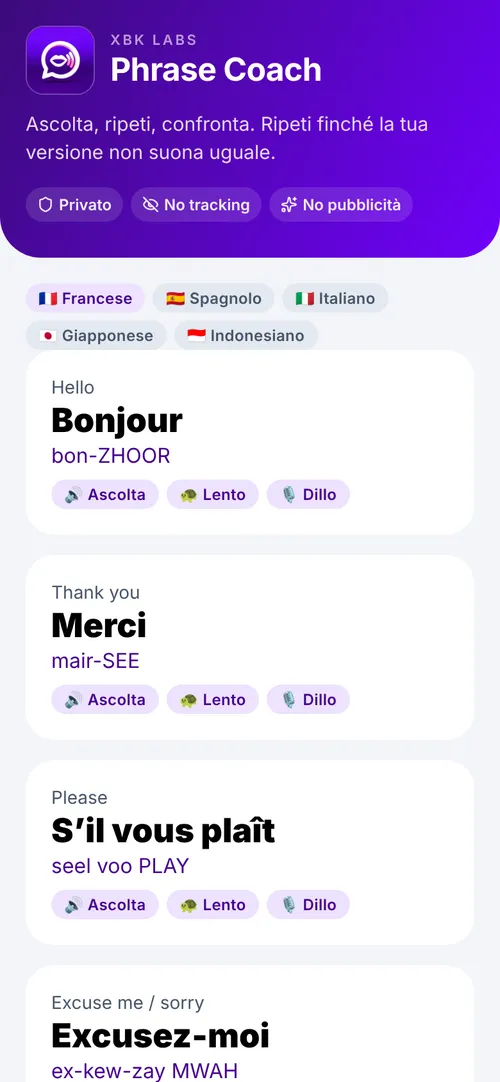 XBK LABS
Phrase Coach
Ascolta, ripeti, confronta. Ripeti finché la tua
versione non suona uguale.
Privato No tracking No pubblicità
Francese Spagnolo Italiano
Giapponese Indonesiano
Hello
Bonjour
bon-ZHOOR
Ascolta Lento Dillo
Thank you
Merci
mair-SEE
Ascolta Lento Dillo
Please
S’il vous plaît
seel voo PLAY
Ascolta Lento Dillo
Excuse me / sorry
Excusez-moi
ex-kew-zay MWAH